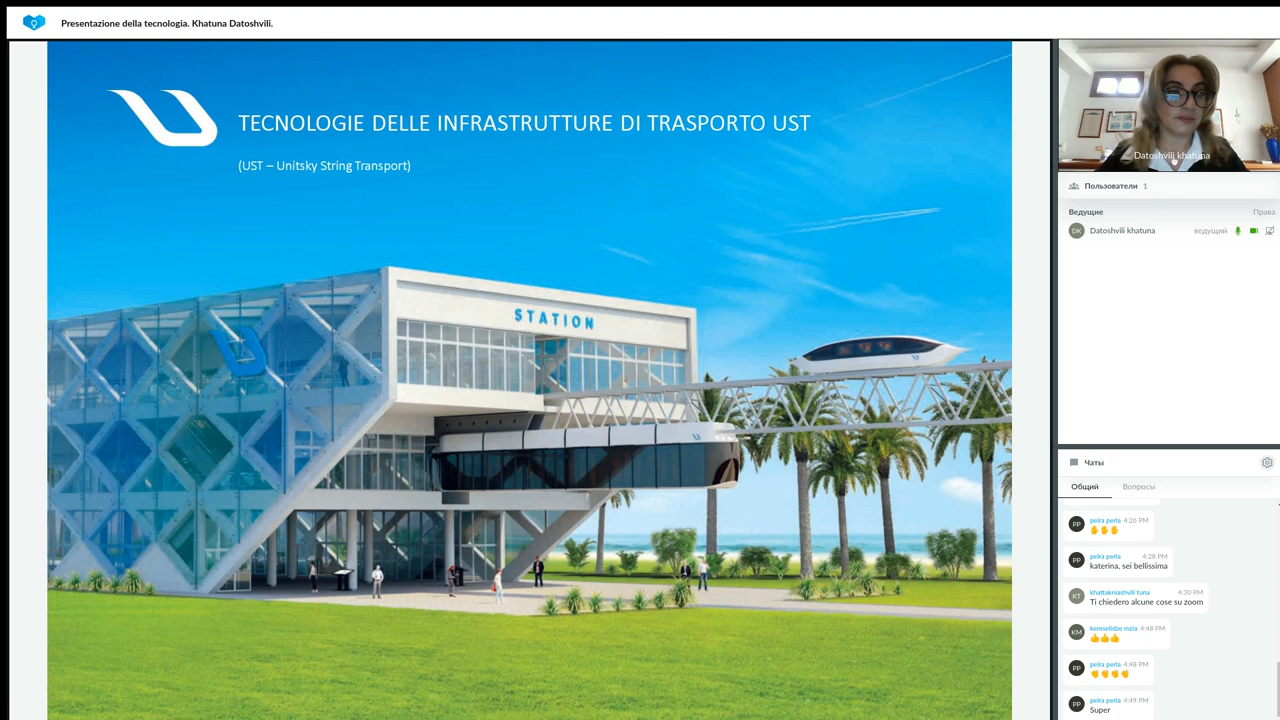 Presentazione della tecnologia. Khatuna Datoshvili.
TECNOLOGIE DELLE INFRASTRUTTURE DI TRASPORTO UST
(UST – Unitsky String Transport)
STATION
Datoshvili khatuna
Пользователи 1
Ведущие Права
DK Datoshvili khatuna ведущий
Чаты
Общий Вопросы
PP pelra perla 4:26 PM
PP pelra perla 4:28 PM
katerina, sei bellissima
KT khattakniashvili tuna 4:30 PM
Ti chiedero alcune cose su zoom
KM kereselidze mzia 4:48 PM
PP pelra perla 4:48 PM
PP pelra perla 4:49 PM
Super